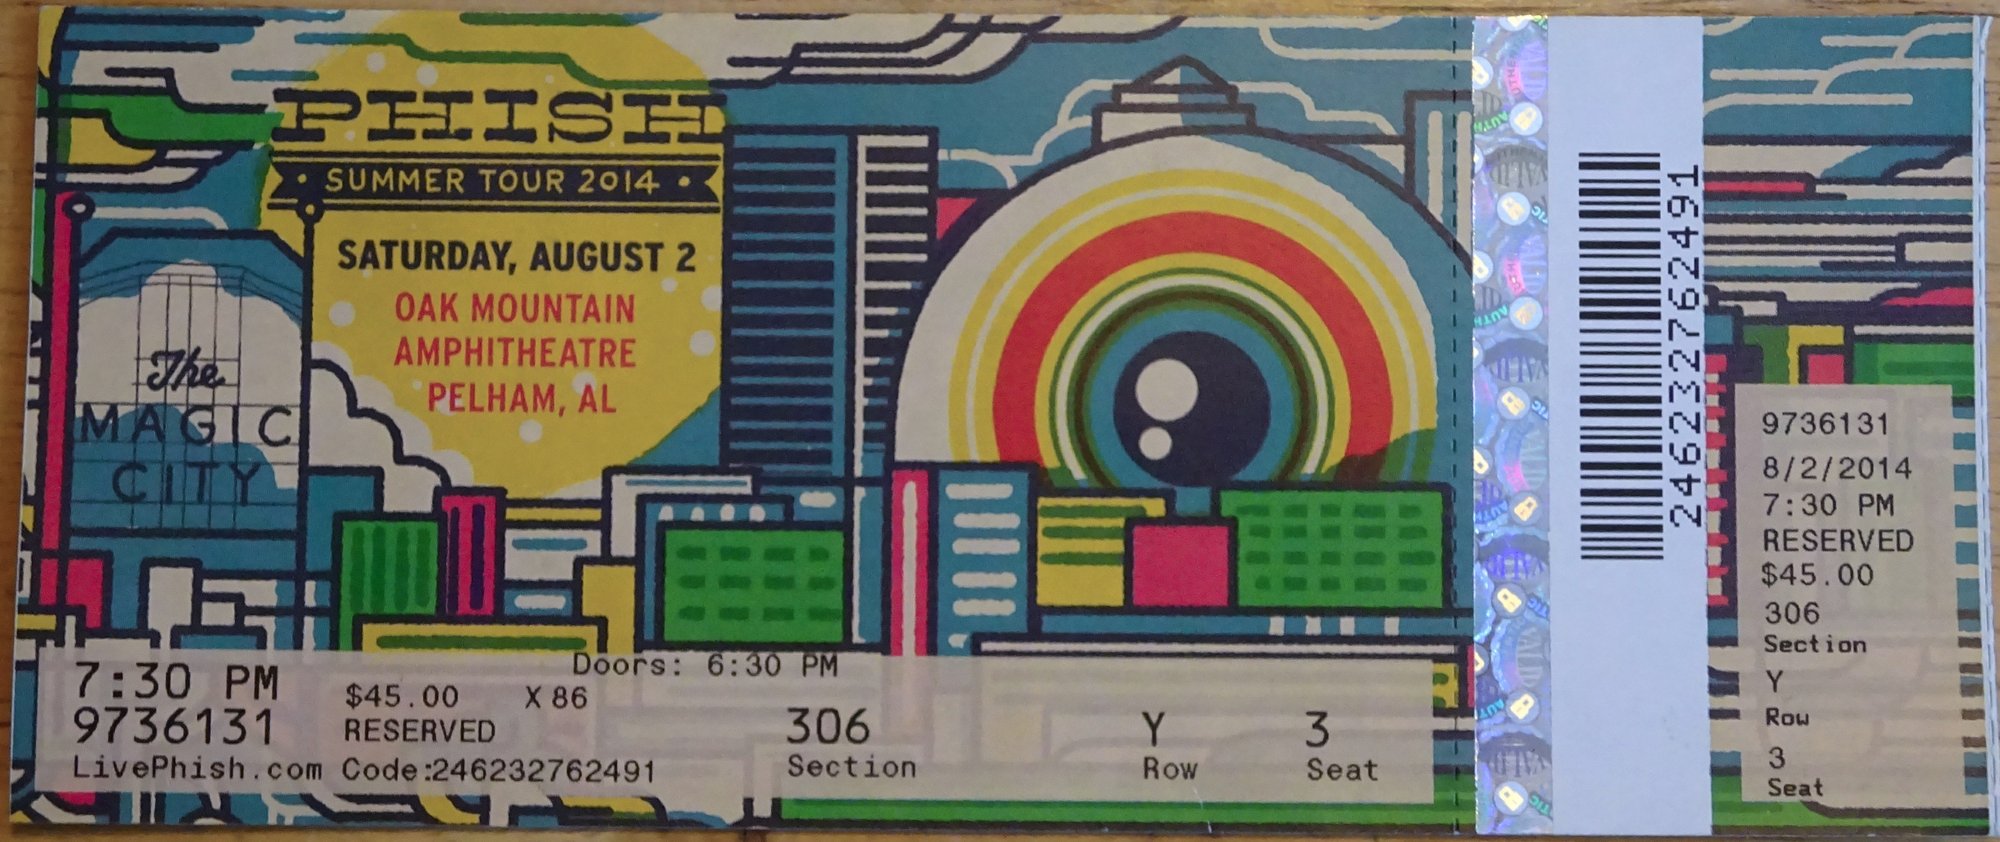 PHISH
SUMMER TOUR 2014
SATURDAY, AUGUST 2
OAK MOUNTAIN
AMPHITHEATRE
PELHAM, AL
The
MAGIC
CITY
Doors: 6:30 PM
7:30 PM
$45.00 X 86
9736131
RESERVED
LivePhish.com Code:246232762491
306
Section
Y
Row
3
Seat
246232762491
9736131
8/2/2014
7:30 PM
RESERVED
$45.00
306
Section
Y
Row
3
Seat